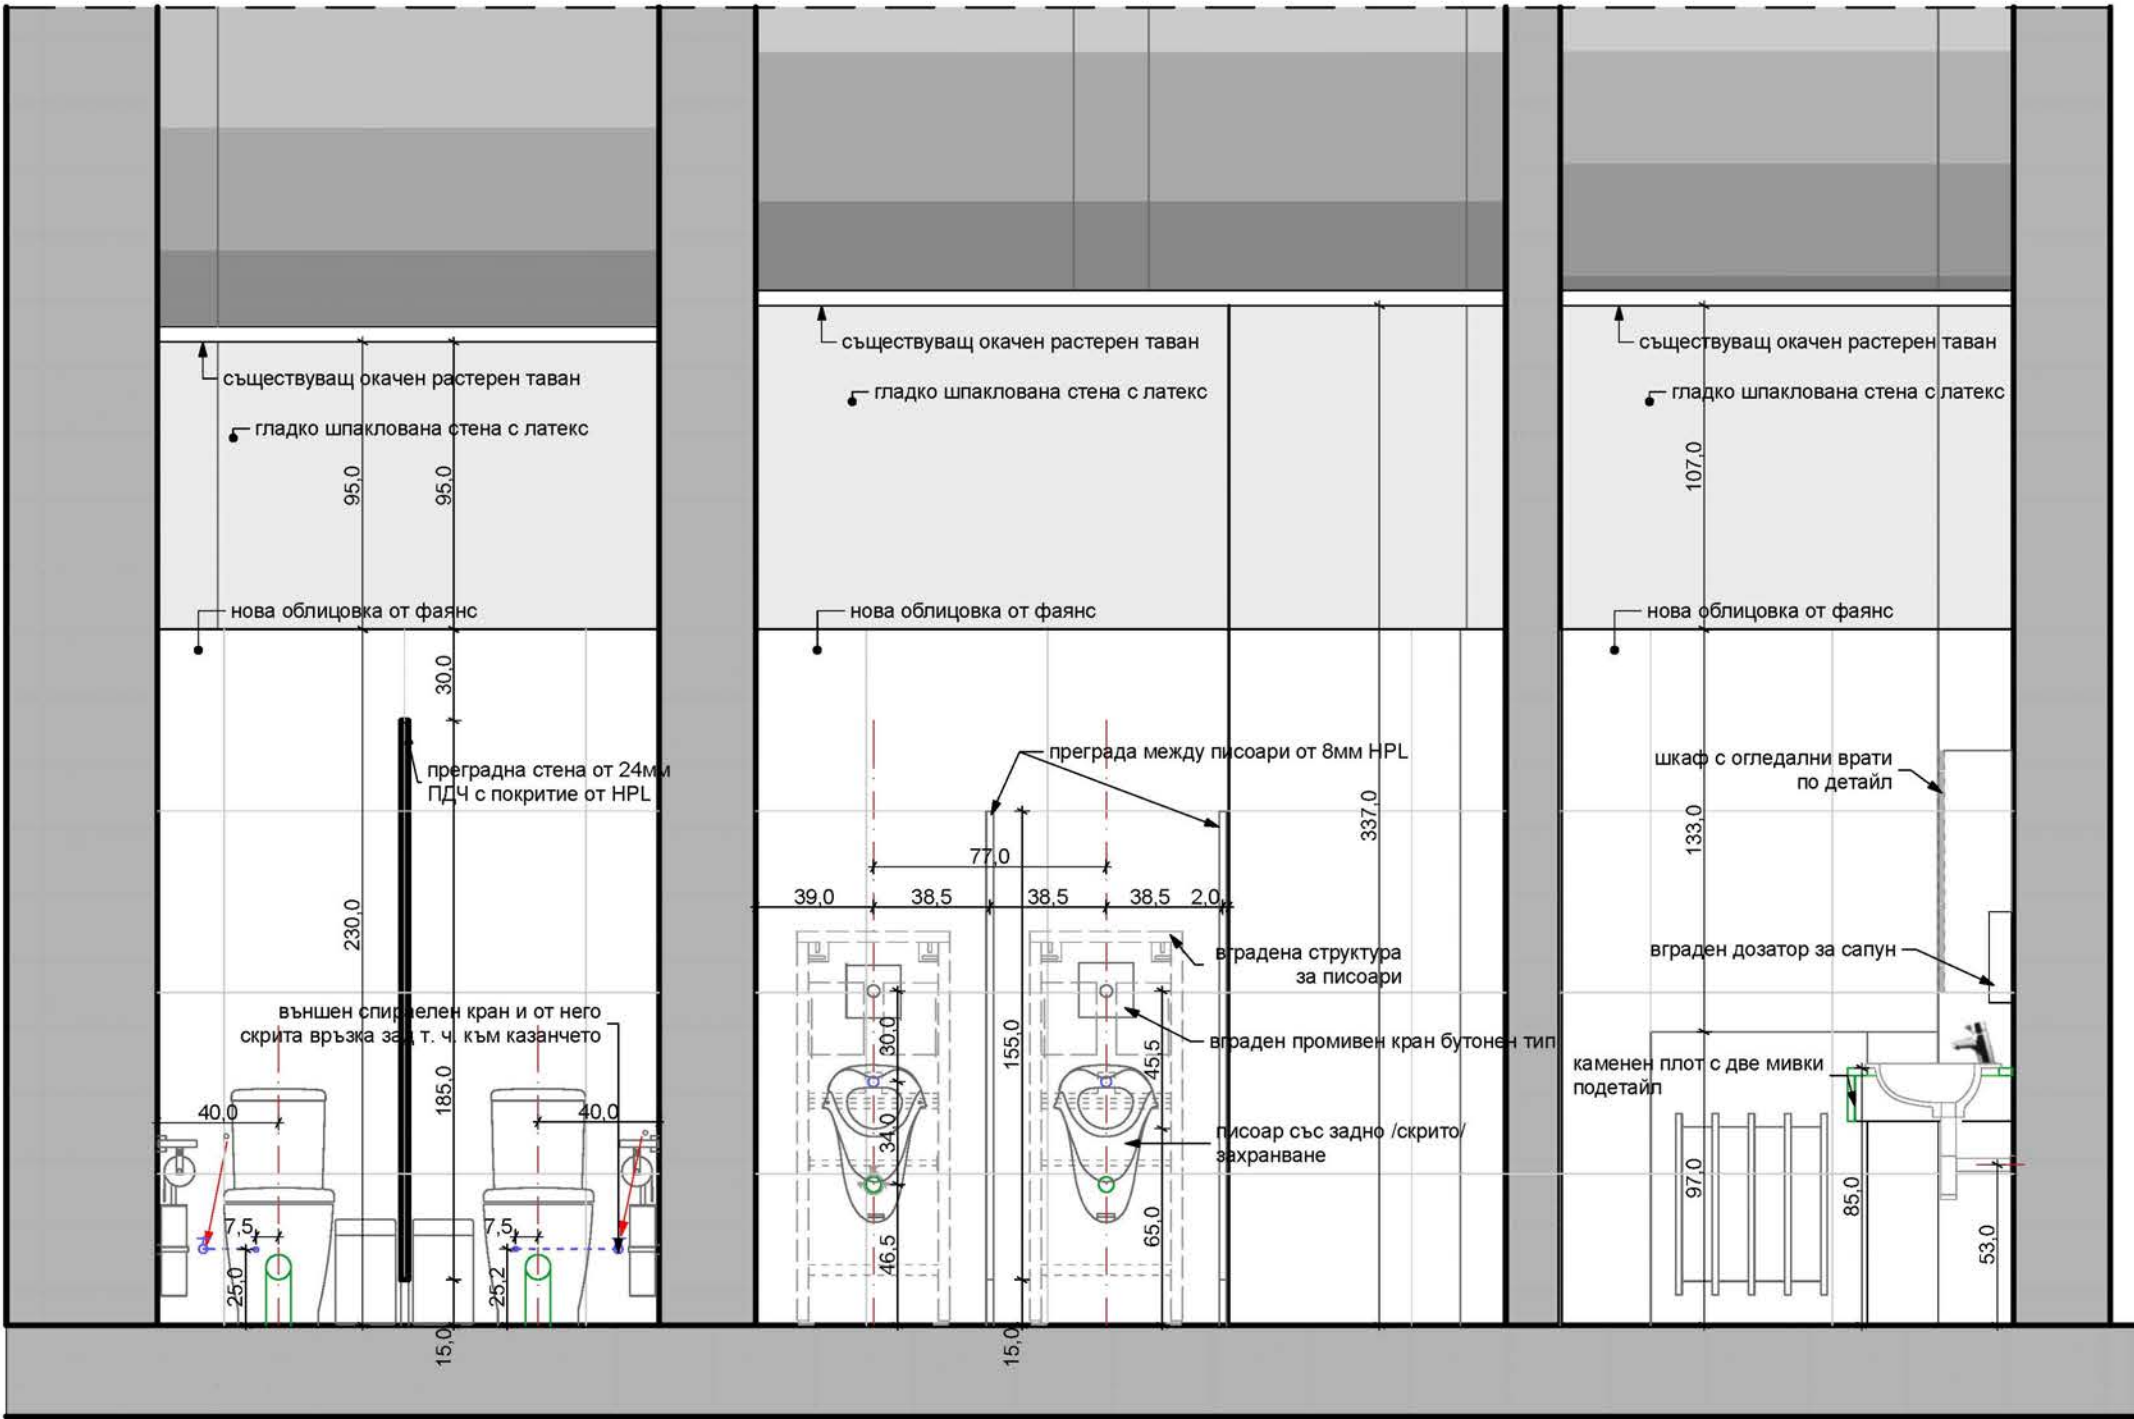 съществуващ окачен растерен таван
гладко шпаклована стена с латекс
95,0
95,0
нова облицовка от фаянс
30,0
преградна стена от 24мм
ПДЧ с покритие от HPL
230,0
външен спирателен кран и от него
скрита връзка зад т. ч. към казанчето
185,0
40,0
40,0
7,5
7,5
25,0
25,2
15,0
съществуващ окачен растерен таван
гладко шпаклована стена с латекс
нова облицовка от фаянс
преграда между писоари от 8мм HPL
337,0
77,0
39,0
38,5
38,5
38,5
2,0
вградена структура
за писоари
30,0
155,0
45,5
вграден промивен кран бутонен тип
34,0
писоар със задно /скрито/
захранване
46,5
65,0
15,0
съществуващ окачен растерен таван
гладко шпаклована стена с латекс
107,0
нова облицовка от фаянс
шкаф с огледални врати
по детайл
133,0
вграден дозатор за сапун
каменен плот с две мивки
подетайл
97,0
85,0
53,0